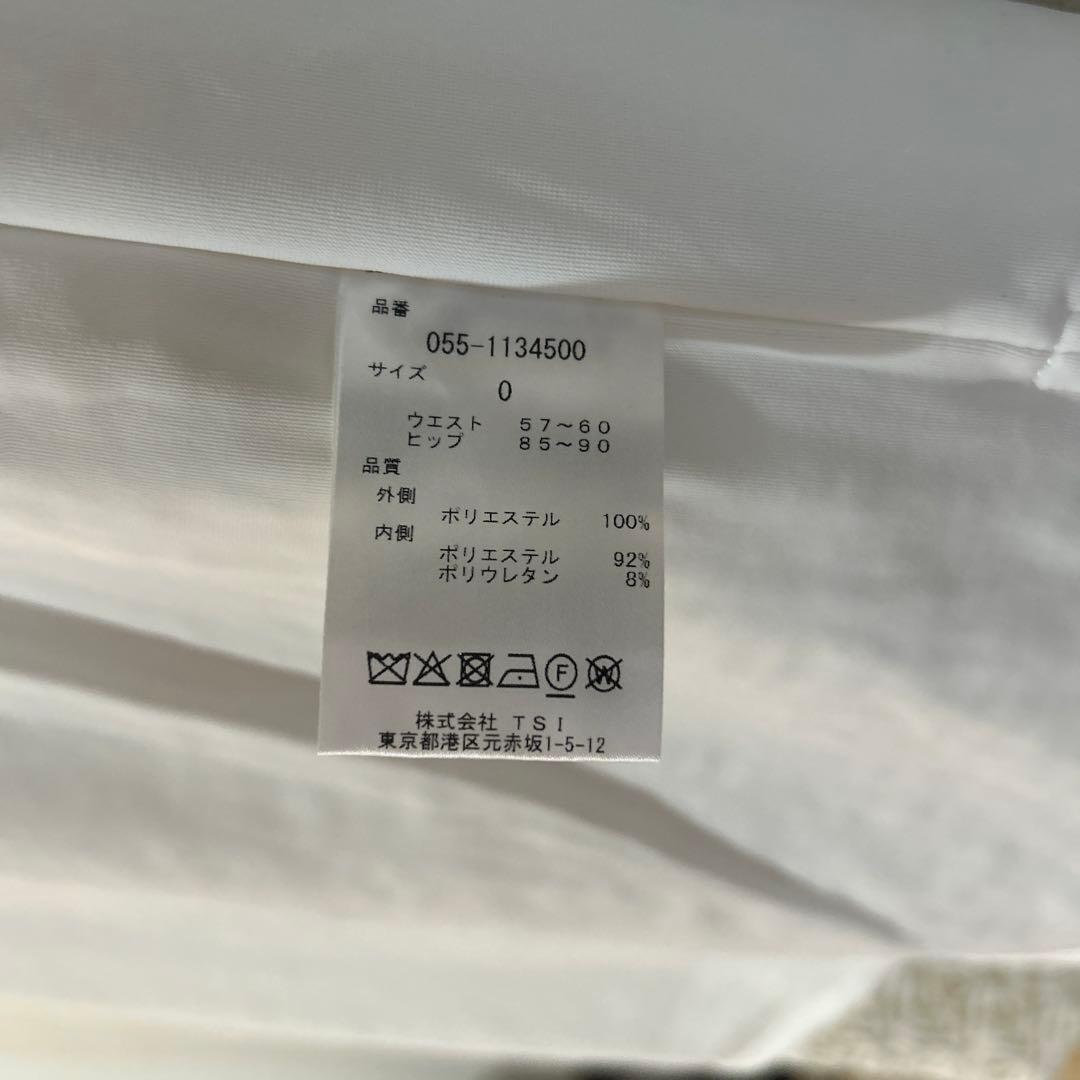 品番
055-1134500
サイズ
0
ウエスト 57～60
ヒップ 85～90
品質
外側
ポリエステル 100%
内側
ポリエステル 92%
ポリウレタン 8%
F W
株式会社 TSI
東京都港区元赤坂1-5-12